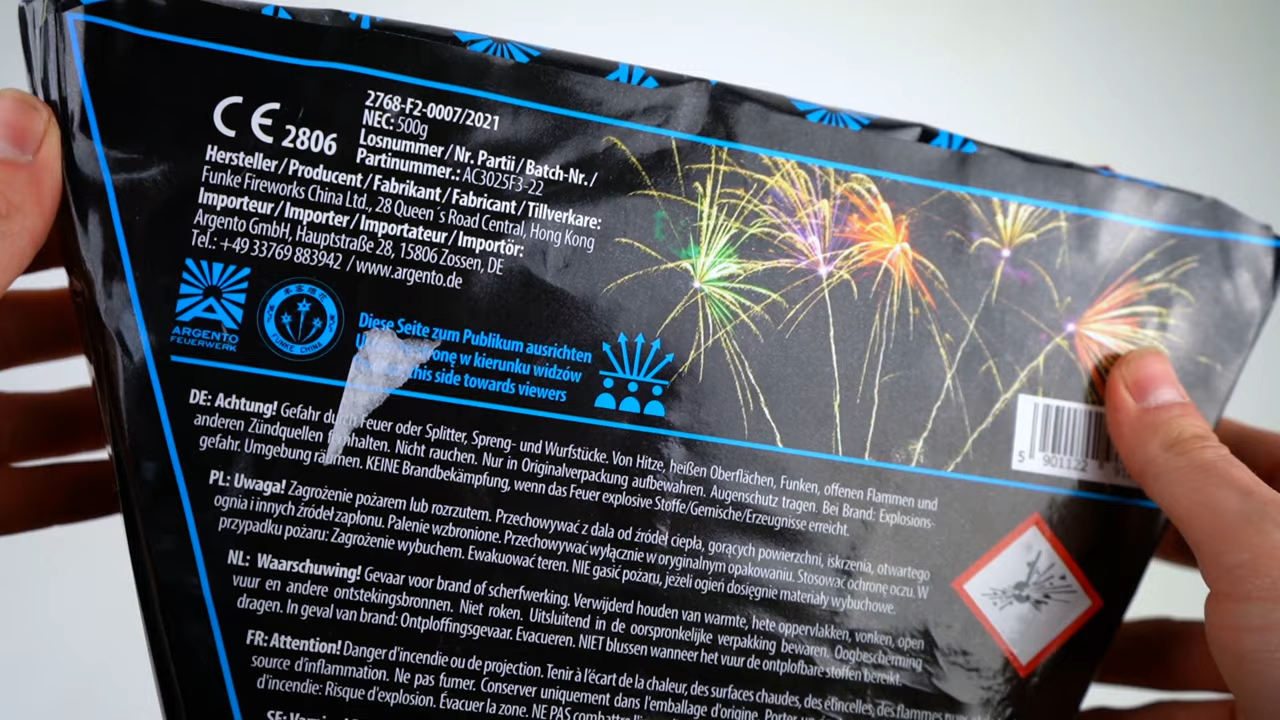 CE 2806
2768-F2-0007/2021
NEC: 500g
Losnummer / Nr. Partii / Batch-Nr. /
Partinummer.: AC3025F3-22
Hersteller / Producent / Fabrikant / Fabricant / Tillverkare:
Funke Fireworks China Ltd., 28 Queen´s Road Central, Hong Kong
Importeur / Importer / Importateur / Importör:
Argento GmbH, Hauptstraße 28, 15806 Zossen, DE
Tel.: +49 33769 883942 / www.argento.de
ARGENTO
FEUERWERK
FUNKE CHINA
Diese Seite zum Publikum ausrichten
w kierunku widzów
this side towards viewers
5 901122
DE: Achtung! Gefahr durch Feuer oder Splitter, Spreng- und Wurfstücke. Von Hitze, heißen Oberflächen, Funken, offenen Flammen und
anderen Zündquellen fernhalten. Nicht rauchen. Nur in Originalverpackung aufbewahren. Augenschutz tragen. Bei Brand: Explosions-
gefahr. Umgebung räumen. KEINE Brandbekämpfung, wenn das Feuer explosive Stoffe/Gemische/Erzeugnisse erreicht.
PL: Uwaga! Zagrożenie pożarem lub rozrzutem. Przechowywać z dala od źródeł ciepła, gorących powierzchni, iskrzenia, otwartego
ognia i innych źródeł zapłonu. Palenie wzbronione. Przechowywać wyłącznie w oryginalnym opakowaniu. Stosować ochronę oczu. W
przypadku pożaru: Zagrożenie wybuchem. Ewakuować teren. NIE gasić pożaru, jeżeli ogień dosięgnie materiały wybuchowe.
NL: Waarschuwing! Gevaar voor brand of scherfwerking. Verwijderd houden van warmte, hete oppervlakken, vonken, open
vuur en andere ontstekingsbronnen. Niet roken. Uitsluitend in de oorspronkelijke verpakking bewaren. Oogbescherming
dragen. In geval van brand: Ontploffingsgevaar. Evacueren. NIET blussen wanneer het vuur de ontplofbare stoffen bereikt.
FR: Attention! Danger d'incendie ou de projection. Tenir à l'écart de la chaleur, des surfaces chaudes, des étincelles, des flammes
source d'inflammation. Ne pas fumer. Conserver uniquement dans l'emballage d'origine. Porter
d'incendie: Risque d'explosion. Évacuer la zone. NE PAS combattre
SE: